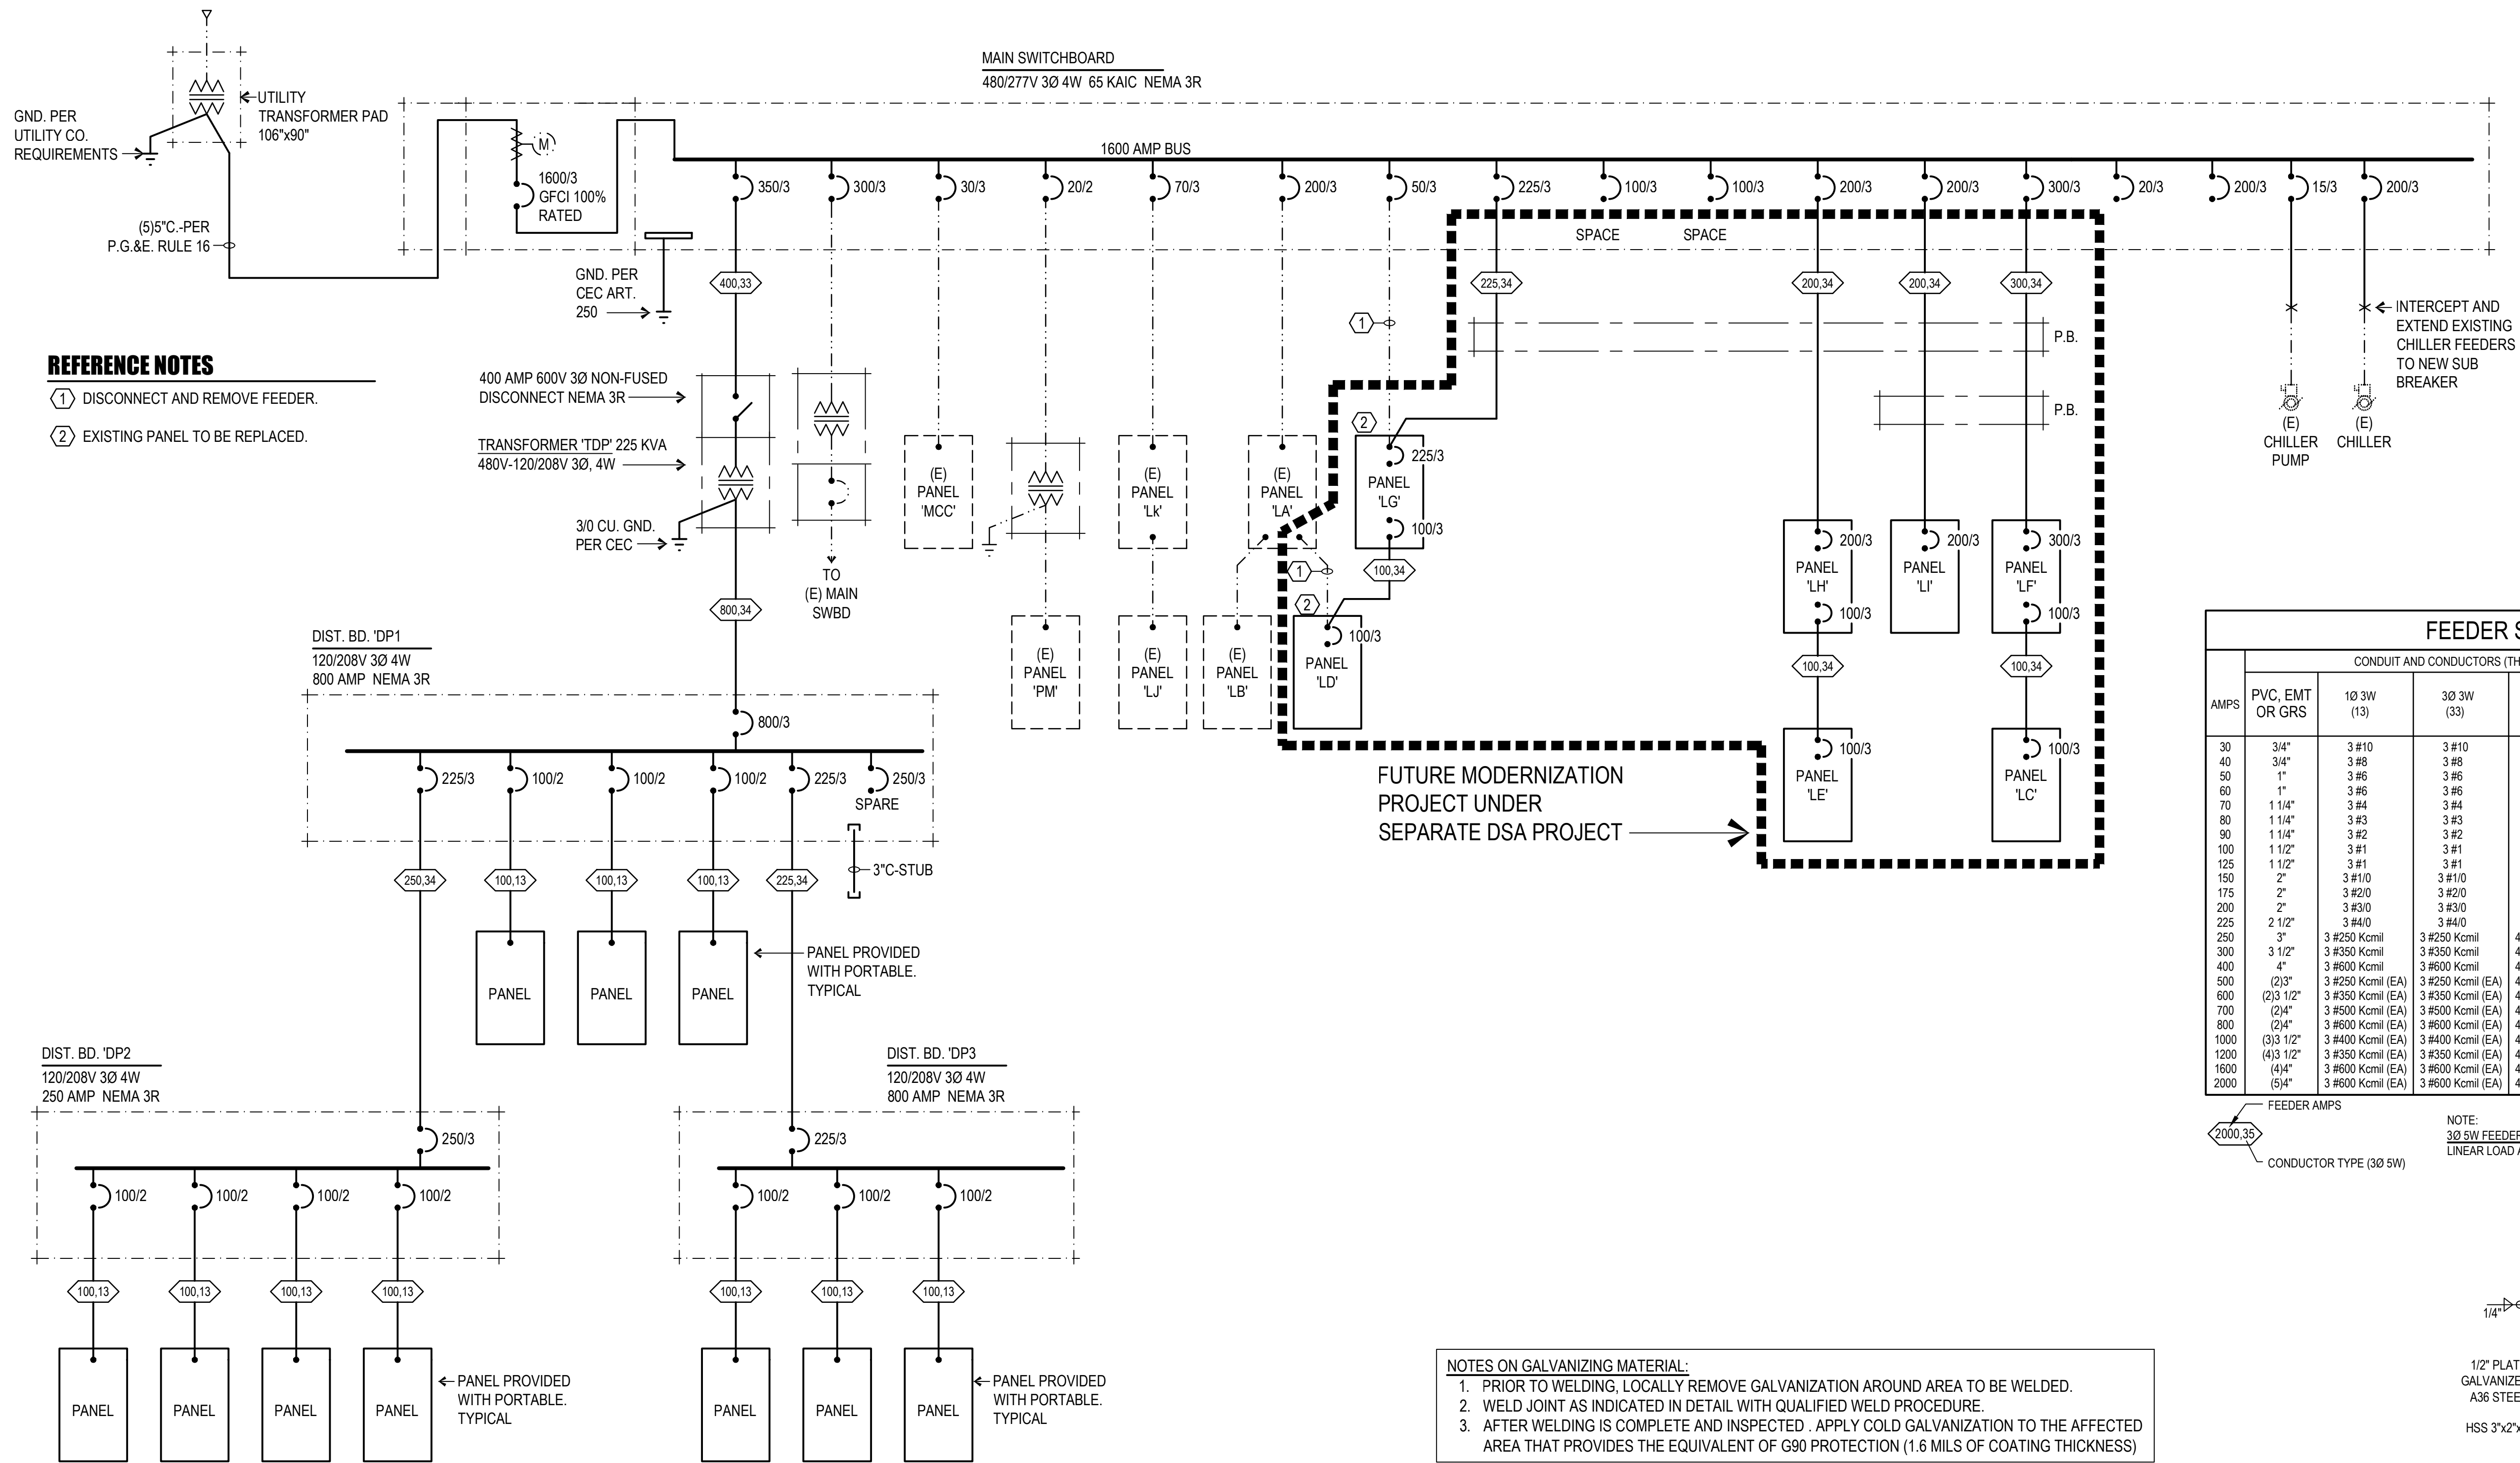 MAIN SWITCHBOARD
480/277V 3Ø 4W  65 KAIC  NEMA 3R
UTILITY
TRANSFORMER PAD
106"x90"
GND. PER
UTILITY CO.
REQUIREMENTS
M
1600/3
GFCI 100%
RATED
(5)5"C.-PER
P.G.&E. RULE 16
1600 AMP BUS
350/3
300/3
30/3
20/2
70/3
200/3
50/3
225/3
100/3
100/3
200/3
200/3
300/3
20/3
200/3
15/3
200/3
SPACE
SPACE
GND. PER
CEC ART.
250
400,33
225,34
200,34
200,34
300,34
1
P.B.
P.B.
INTERCEPT AND
EXTEND EXISTING
CHILLER FEEDERS
TO NEW SUB
BREAKER
(E)
CHILLER
PUMP
(E)
CHILLER
REFERENCE NOTES
1 DISCONNECT AND REMOVE FEEDER.
2 EXISTING PANEL TO BE REPLACED.
400 AMP 600V 3Ø NON-FUSED
DISCONNECT NEMA 3R
TRANSFORMER 'TDP' 225 KVA
480V-120/208V 3Ø, 4W
3/0 CU. GND.
PER CEC
TO
(E) MAIN
SWBD
(E)
PANEL
'MCC'
(E)
PANEL
'Lk'
(E)
PANEL
'LA'
2
225/3
PANEL
'LG'
100/3
100,34
1
2
(E)
PANEL
'PM'
(E)
PANEL
'LJ'
(E)
PANEL
'LB'
100/3
PANEL
'LD'
200/3
PANEL
'LH'
100/3
200/3
PANEL
'LI'
300/3
PANEL
'LF'
100/3
100,34
100,34
100/3
PANEL
'LE'
100/3
PANEL
'LC'
FUTURE MODERNIZATION
PROJECT UNDER
SEPARATE DSA PROJECT
800,34
DIST. BD. 'DP1
120/208V 3Ø 4W
800 AMP  NEMA 3R
800/3
225/3
100/2
100/2
100/2
225/3
250/3
SPARE
3"C-STUB
250,34
100,13
100,13
100,13
225,34
PANEL
PANEL
PANEL
PANEL PROVIDED
WITH PORTABLE.
TYPICAL
DIST. BD. 'DP2
120/208V 3Ø 4W
250 AMP  NEMA 3R
250/3
100/2
100/2
100/2
100/2
100,13
100,13
100,13
100,13
PANEL
PANEL
PANEL
PANEL
PANEL PROVIDED
WITH PORTABLE.
TYPICAL
DIST. BD. 'DP3
120/208V 3Ø 4W
800 AMP  NEMA 3R
225/3
100/2
100/2
100/2
100,13
100,13
100,13
PANEL
PANEL
PANEL
PANEL PROVIDED
WITH PORTABLE.
TYPICAL
FEEDER S
CONDUIT AND CONDUCTORS (TH
AMPS
PVC, EMT
OR GRS
1Ø 3W
(13)
3Ø 3W
(33)
30 3/4" 3 #10 3 #10
40 3/4" 3 #8 3 #8
50 1" 3 #6 3 #6
60 1" 3 #6 3 #6
70 1 1/4" 3 #4 3 #4
80 1 1/4" 3 #3 3 #3
90 1 1/4" 3 #2 3 #2
100 1 1/2" 3 #1 3 #1
125 1 1/2" 3 #1 3 #1
150 2" 3 #1/0 3 #1/0
175 2" 3 #2/0 3 #2/0
200 2" 3 #3/0 3 #3/0
225 2 1/2" 3 #4/0 3 #4/0
250 3" 3 #250 Kcmil 3 #250 Kcmil 4
300 3 1/2" 3 #350 Kcmil 3 #350 Kcmil 4
400 4" 3 #600 Kcmil 3 #600 Kcmil 4
500 (2)3" 3 #250 Kcmil (EA) 3 #250 Kcmil (EA) 4
600 (2)3 1/2" 3 #350 Kcmil (EA) 3 #350 Kcmil (EA) 4
700 (2)4" 3 #500 Kcmil (EA) 3 #500 Kcmil (EA) 4
800 (2)4" 3 #600 Kcmil (EA) 3 #600 Kcmil (EA) 4
1000 (3)3 1/2" 3 #400 Kcmil (EA) 3 #400 Kcmil (EA) 4
1200 (4)3 1/2" 3 #350 Kcmil (EA) 3 #350 Kcmil (EA) 4
1600 (4)4" 3 #600 Kcmil (EA) 3 #600 Kcmil (EA) 4
2000 (5)4" 3 #600 Kcmil (EA) 3 #600 Kcmil (EA) 4
FEEDER AMPS
2000,35
CONDUCTOR TYPE (3Ø 5W)
NOTE:
3Ø 5W FEEDER
LINEAR LOAD A
1/4"
1/2" PLAT
GALVANIZE
A36 STEE
HSS 3"x2"x
NOTES ON GALVANIZING MATERIAL:
1. PRIOR TO WELDING, LOCALLY REMOVE GALVANIZATION AROUND AREA TO BE WELDED.
2. WELD JOINT AS INDICATED IN DETAIL WITH QUALIFIED WELD PROCEDURE.
3. AFTER WELDING IS COMPLETE AND INSPECTED . APPLY COLD GALVANIZATION TO THE AFFECTED
AREA THAT PROVIDES THE EQUIVALENT OF G90 PROTECTION (1.6 MILS OF COATING THICKNESS)